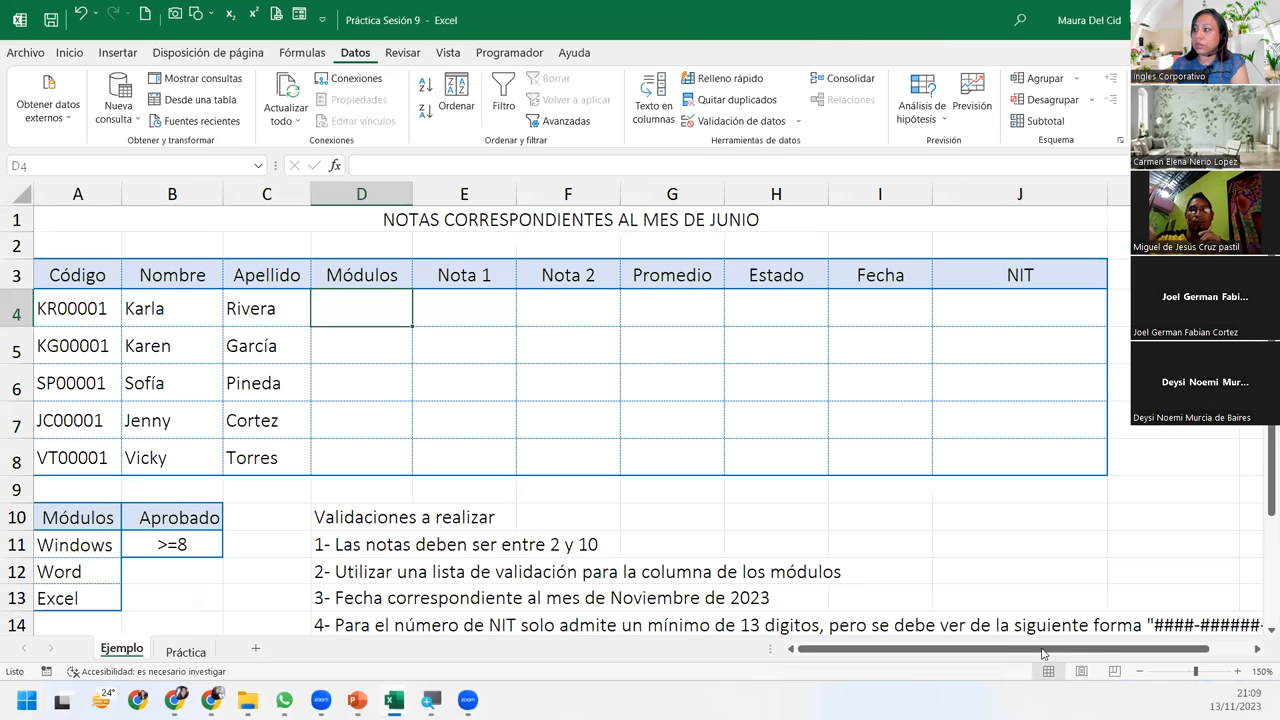 Práctica Sesión 9 - Excel
Maura Del Cid
Archivo Inicio Insertar Disposición de página Fórmulas Datos Revisar Vista Programador Ayuda
Obtener datos externos
Nueva consulta
Mostrar consultas
Desde una tabla
Fuentes recientes
Obtener y transformar
Actualizar todo
Conexiones
Propiedades
Editar vínculos
Conexiones
Ordenar
Filtro
Borrar
Volver a aplicar
Avanzadas
Ordenar y filtrar
Texto en columnas
Relleno rápido
Quitar duplicados
Validación de datos
Consolidar
Relaciones
Herramientas de datos
Análisis de hipótesis
Previsión
Previsión
Agrupar
Desagrupar
Subtotal
Esquema
D4
fx
A B C D E F G H I J
1 NOTAS CORRESPONDIENTES AL MES DE JUNIO
2
3 Código Nombre Apellido Módulos Nota 1 Nota 2 Promedio Estado Fecha NIT
4 KR00001 Karla Rivera
5 KG00001 Karen García
6 SP00001 Sofía Pineda
7 JC00001 Jenny Cortez
8 VT00001 Vicky Torres
9
10 Módulos Aprobado Validaciones a realizar
11 Windows >=8 1- Las notas deben ser entre 2 y 10
12 Word 2- Utilizar una lista de validación para la columna de los módulos
13 Excel 3- Fecha correspondiente al mes de Noviembre de 2023
14 4- Para el número de NIT solo admite un mínimo de 13 digitos, pero se debe ver de la siguiente forma "####-######-
Ejemplo Práctica
Listo Accesibilidad: es necesario investigar 150%
24°
zoom
zoom
21:09
13/11/2023
Ingles Corporativo
Carmen Elena Nerio Lopez
Miguel de Jesús Cruz pastil
Joel German Fabi...
Joel German Fabian Cortez
Deysi Noemi Mur...
Deysi Noemi Murcia de Baires